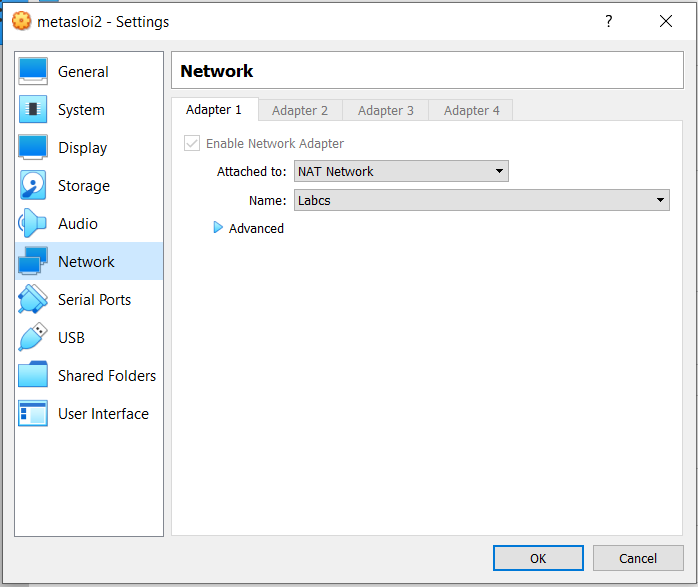 metasloi2 - Settings
?
General
System
Display
Storage
Audio
Network
Serial Ports
USB
Shared Folders
User Interface
Network
Adapter 1 Adapter 2 Adapter 3 Adapter 4
Enable Network Adapter
Attached to: NAT Network
Name: Labcs
Advanced
OK Cancel